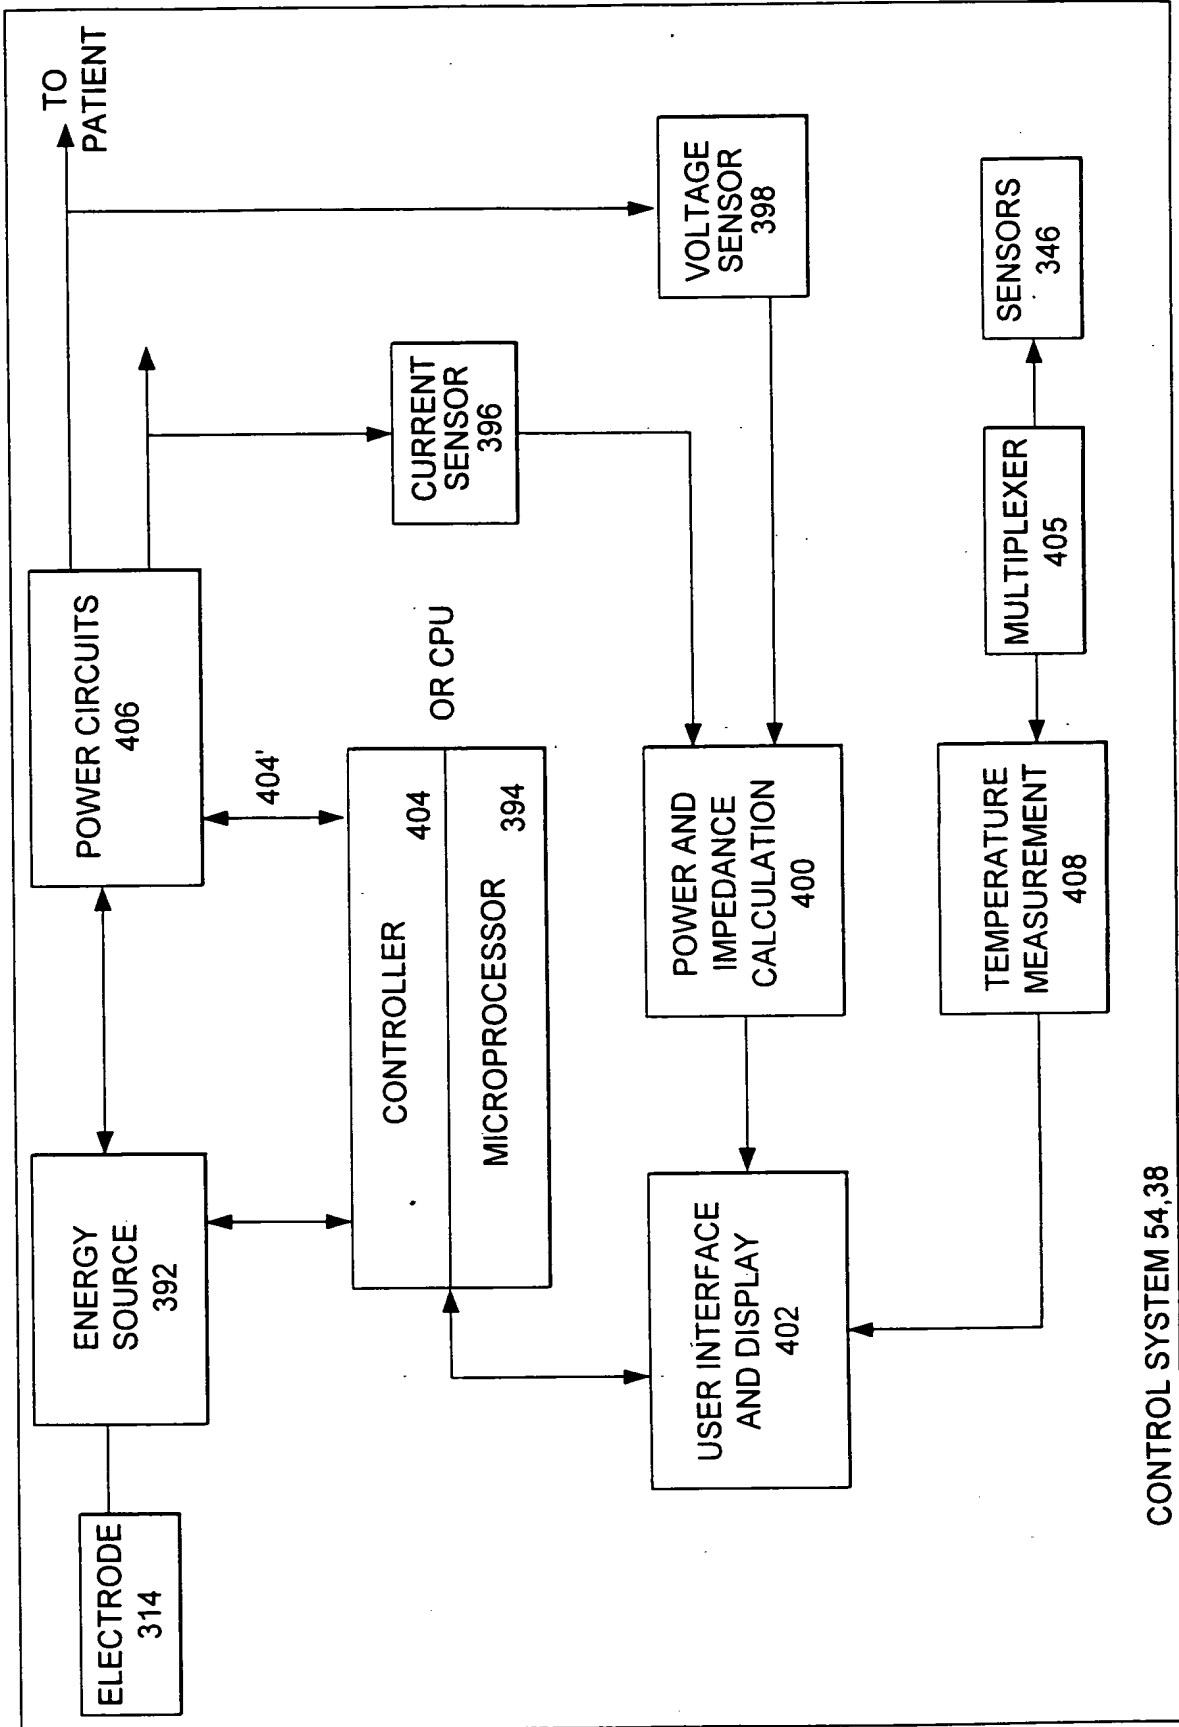 ELECTRODE
314
ENERGY
SOURCE
392
POWER CIRCUITS
406
TO
PATIENT
404'
CONTROLLER
404
MICROPROCESSOR
394
OR CPU
CURRENT
SENSOR
396
VOLTAGE
SENSOR
398
USER INTERFACE
AND DISPLAY
402
POWER AND
IMPEDANCE
CALCULATION
400
TEMPERATURE
MEASUREMENT
408
MULTIPLEXER
405
SENSORS
346
CONTROL SYSTEM 54,38